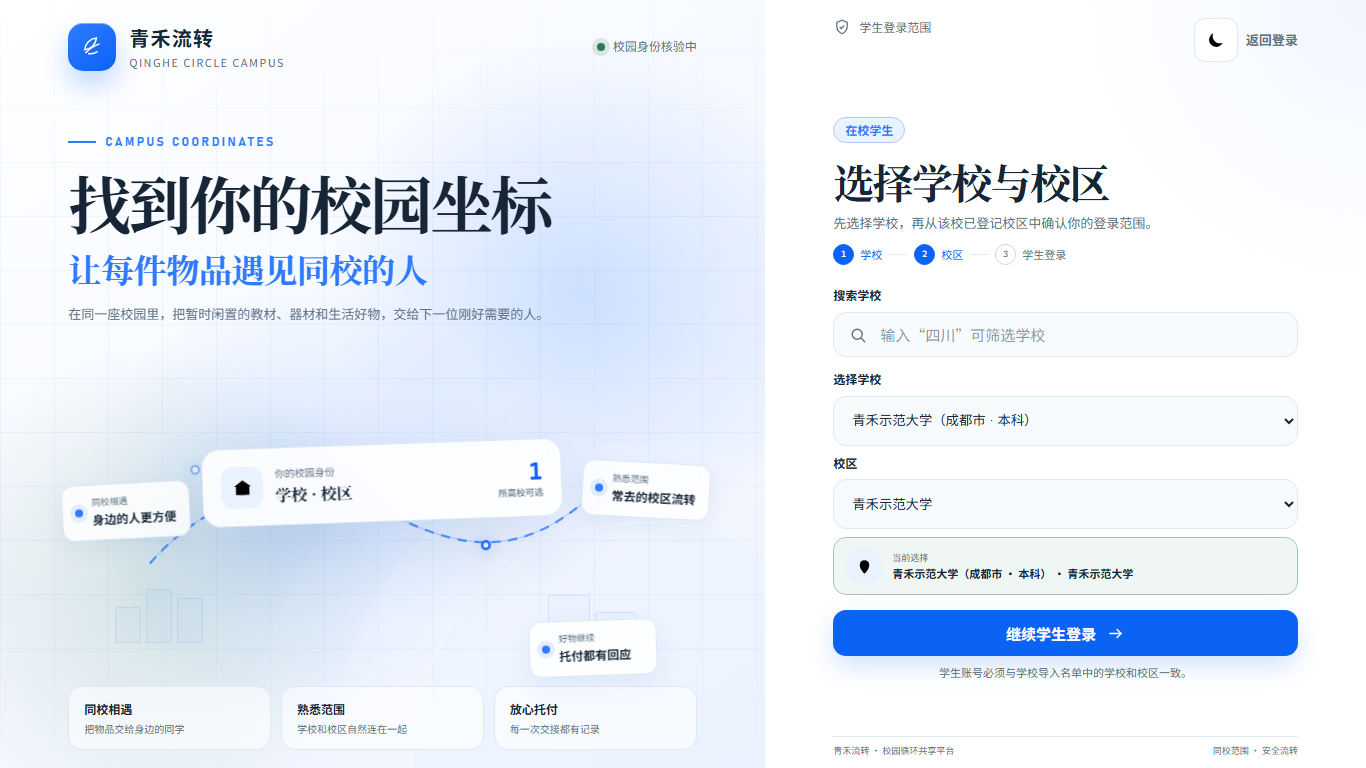 青禾流转
QINGHE CIRCLE CAMPUS
校园身份核验中
CAMPUS COORDINATES
找到你的校园坐标
让每件物品遇见同校的人
在同一座校园里，把暂时闲置的教材、器材和生活好物，交给下一位刚好需要的人。
同校相遇
身边的人更方便
你的校园身份
学校 · 校区
1
所高校可选
熟悉范围
常去的校区流转
好物继续
托付都有回应
同校相遇
把物品交给身边的同学
熟悉范围
学校和校区自然连在一起
放心托付
每一次交接都有记录
学生登录范围
返回登录
在校学生
选择学校与校区
先选择学校，再从该校已登记校区中确认你的登录范围。
1 学校 2 校区 3 学生登录
搜索学校
输入“四川”可筛选学校
选择学校
青禾示范大学（成都市 · 本科）
校区
青禾示范大学
当前选择
青禾示范大学（成都市 · 本科） · 青禾示范大学
继续学生登录 →
学生账号必须与学校导入名单中的学校和校区一致。
青禾流转 · 校园循环共享平台
同校范围 · 安全流转